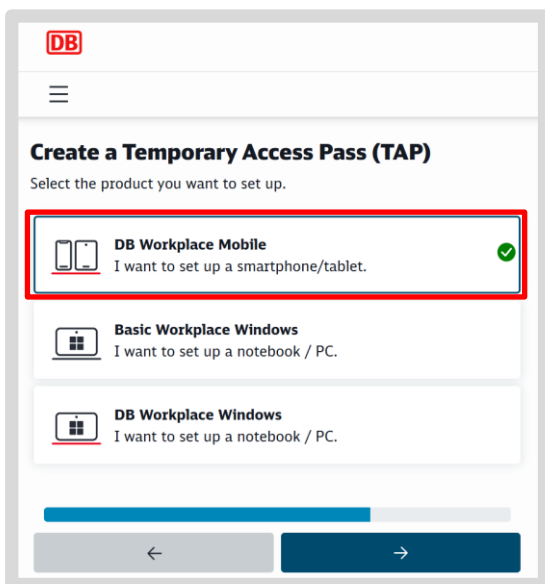 DB
Create a Temporary Access Pass (TAP)
Select the product you want to set up.
DB Workplace Mobile
I want to set up a smartphone/tablet.
Basic Workplace Windows
I want to set up a notebook / PC.
DB Workplace Windows
I want to set up a notebook / PC.